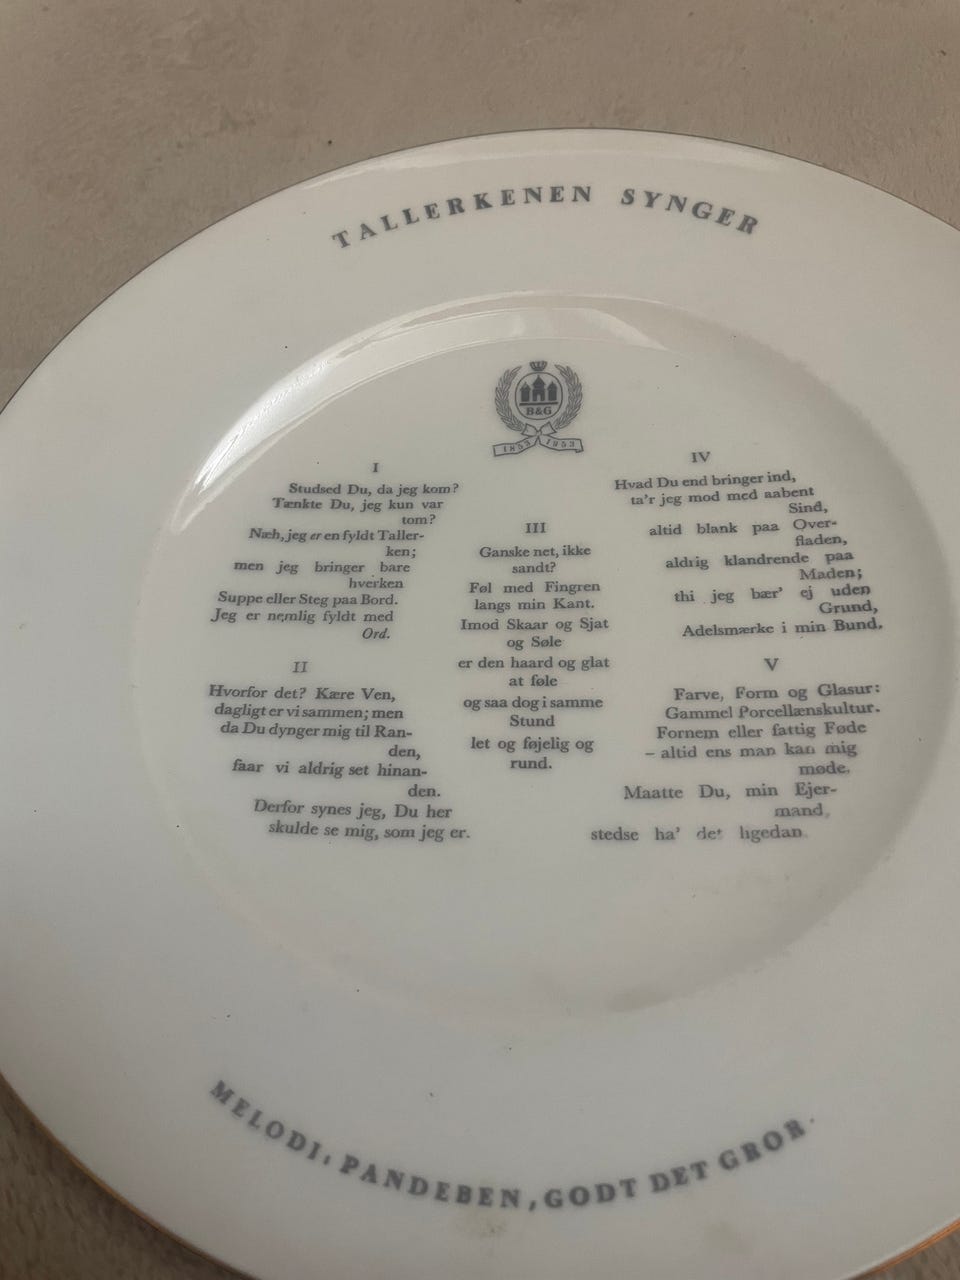 TALLERKENEN SYNGER
B&G
1853 1953
I
Studsed Du, da jeg kom?
Tænkte Du, jeg kun var
tom?
Næh, jeg er en fyldt Taller-
ken;
men jeg bringer bare
hverken
Suppe eller Steg paa Bord.
Jeg er nemlig fyldt med
Ord.
II
Hvorfor det? Kære Ven,
dagligt er vi sammen; men
da Du dynger mig til Ran-
den,
faar vi aldrig set hinan-
den.
Derfor synes jeg, Du her
skulde se mig, som jeg er.
III
Ganske net, ikke
sandt?
Føl med Fingren
langs min Kant.
Imod Skaar og Sjat
og Søle
er den haard og glat
at føle
og saa dog i samme
Stund
let og føjelig og
rund.
IV
Hvad Du end bringer ind,
ta'r jeg mod med aabent
Sind,
altid blank paa Over-
fladen,
aldrig klandrende paa
Maden;
thi jeg bær' ej uden
Grund,
Adelsmærke i min Bund.
V
Farve, Form og Glasur:
Gammel Porcellænskultur.
Fornem eller fattig Føde
– altid ens man kan mig
møde.
Maatte Du, min Ejer-
mand,
stedse ha' det ligedan.
MELODI: PANDEBEN, GODT DET GROR.